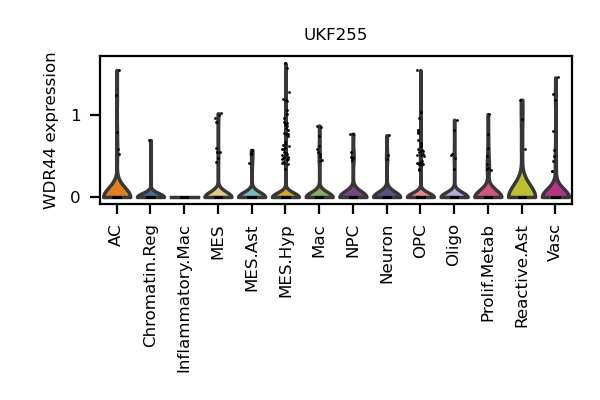 UKF255
WDR44 expression
1
0
AC
Chromatin.Reg
Inflammatory.Mac
MES
MES.Ast
MES.Hyp
Mac
NPC
Neuron
OPC
Oligo
Prolif.Metab
Reactive.Ast
Vasc